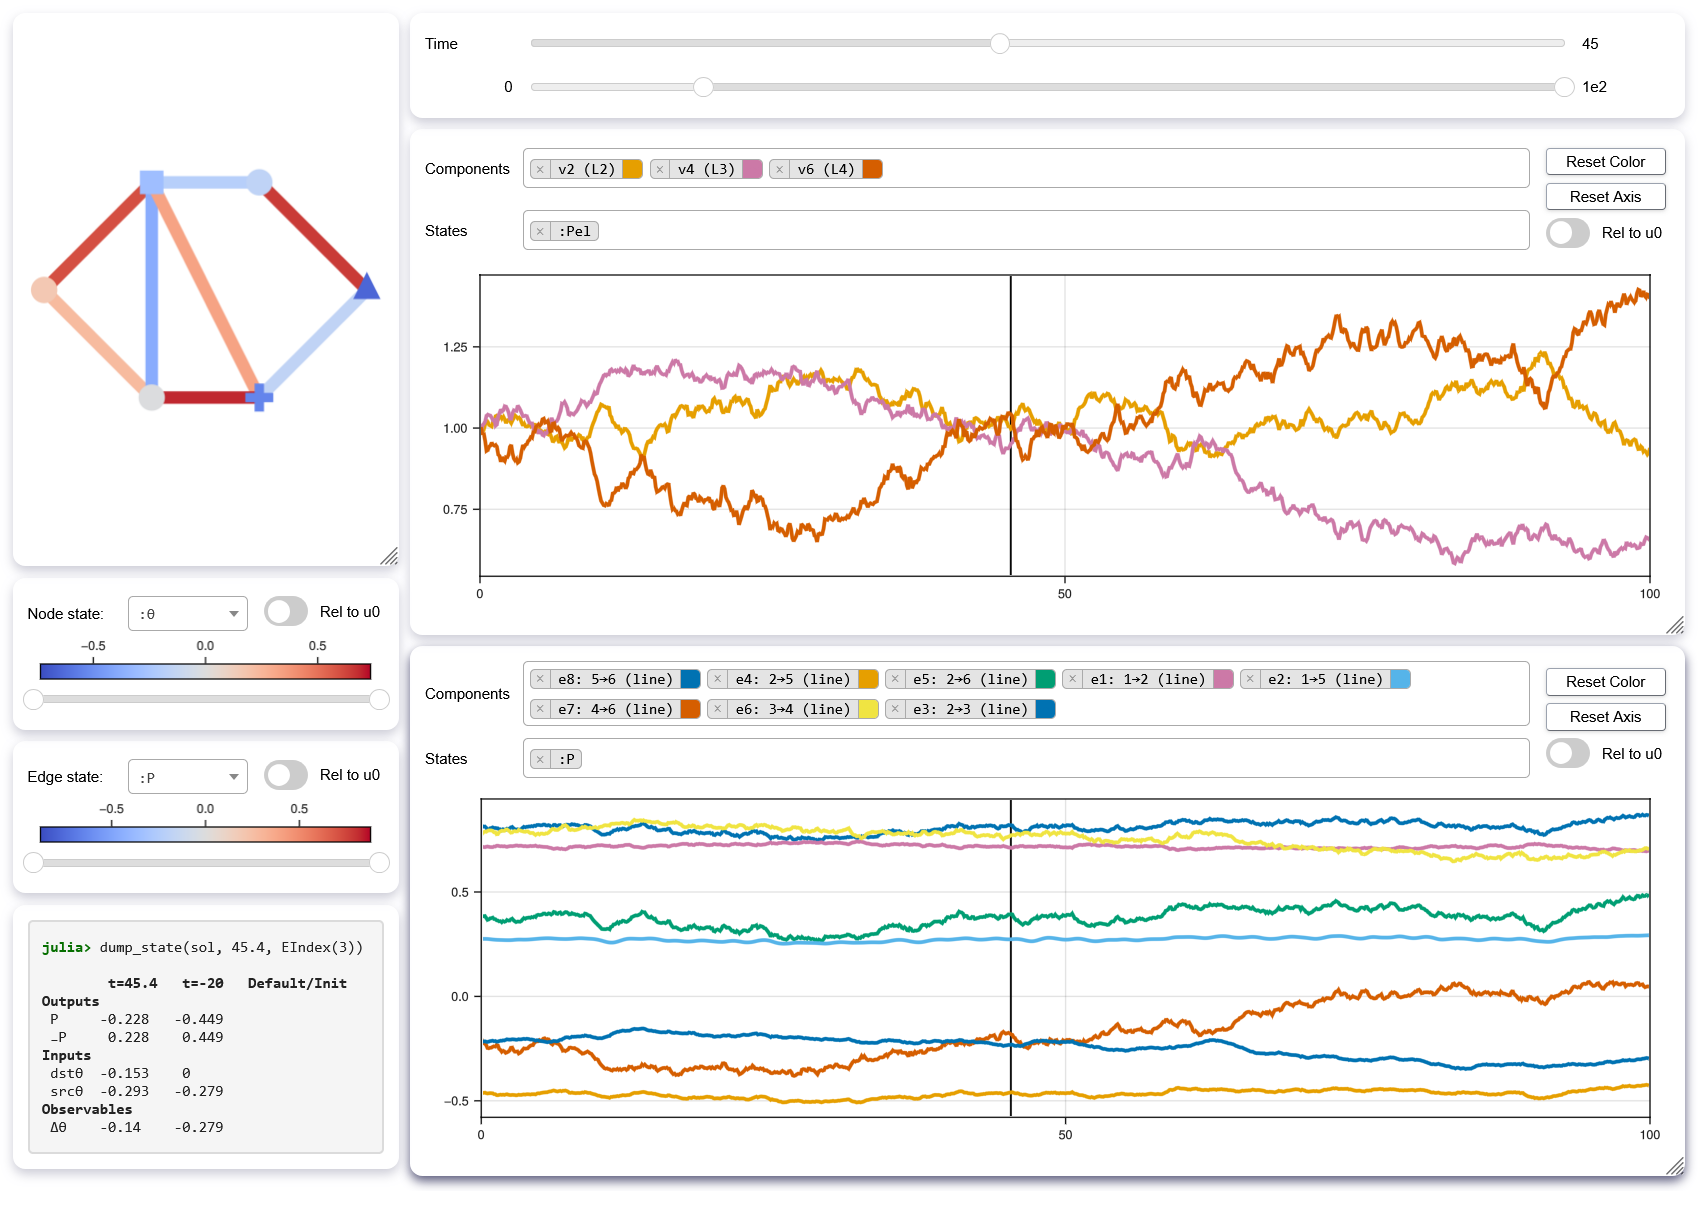 Time 45
0 1e2
Components × v2 (L2) × v4 (L3) × v6 (L4) Reset Color
Reset Axis
States × :Pel Rel to u0
1.25
1.00
0.75
0 50 100
Node state: :θ Rel to u0
−0.5 0.0 0.5
Edge state: :P Rel to u0
−0.5 0.0 0.5
julia> dump_state(sol, 45.4, EIndex(3))
t=45.4 t=-20 Default/Init
Outputs
P -0.228 -0.449
₋P 0.228 0.449
Inputs
dstθ -0.153 0
srcθ -0.293 -0.279
Observables
Δθ -0.14 -0.279
Components × e8: 5→6 (line) × e4: 2→5 (line) × e5: 2→6 (line) × e1: 1→2 (line) × e2: 1→5 (line) Reset Color
× e7: 4→6 (line) × e6: 3→4 (line) × e3: 2→3 (line) Reset Axis
States × :P Rel to u0
0.5
0.0
−0.5
0 50 100